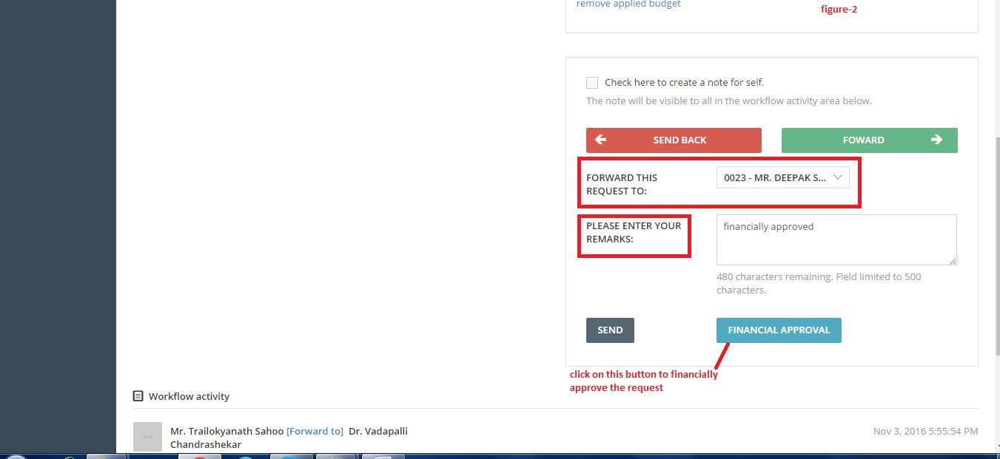 remove applied budget
figure-2
Check here to create a note for self.
The note will be visible to all in the workflow activity area below.
SEND BACK
FOWARD
FORWARD THIS
REQUEST TO:
0023 - MR. DEEPAK S...
PLEASE ENTER YOUR
REMARKS:
financially approved
480 characters remaining. Field limited to 500
characters.
SEND
FINANCIAL APPROVAL
click on this button to financially
approve the request
Workflow activity
Mr. Trailokyanath Sahoo [Forward to] Dr. Vadapalli
Chandrashekar
Nov 3, 2016 5:55:54 PM